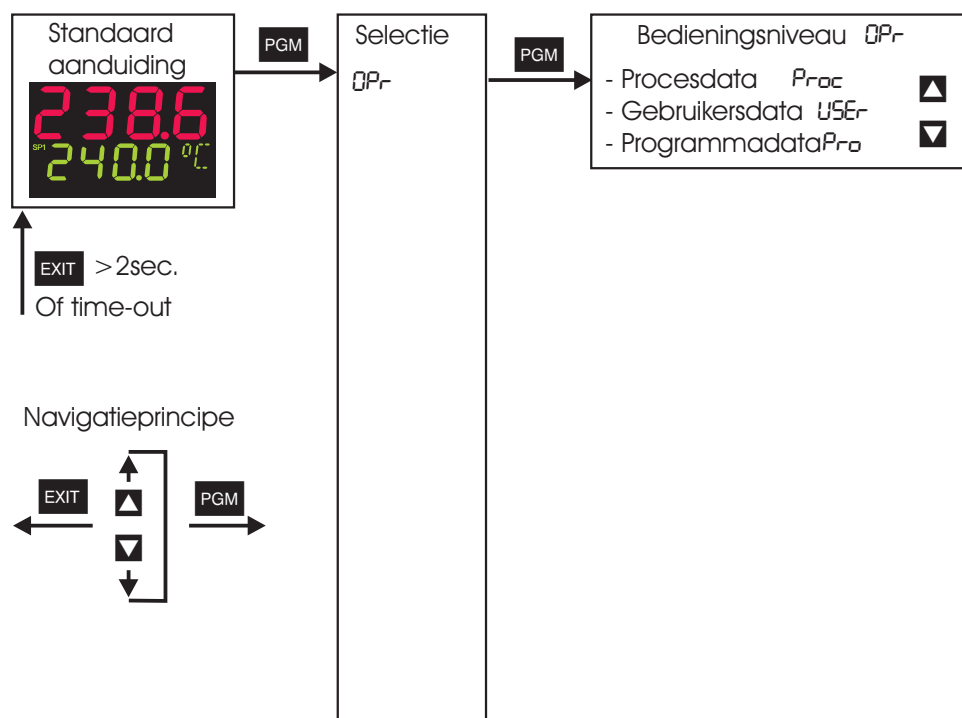 Standaard
aanduiding
238.6
SP1 240.0 °C
PGM
Selectie
OPr
PGM
Bedieningsniveau OPr
- Procesdata Proc
- Gebruikersdata USEr
- Programmadata Pro
EXIT >2sec.
Of time-out
Navigatieprincipe
EXIT
PGM